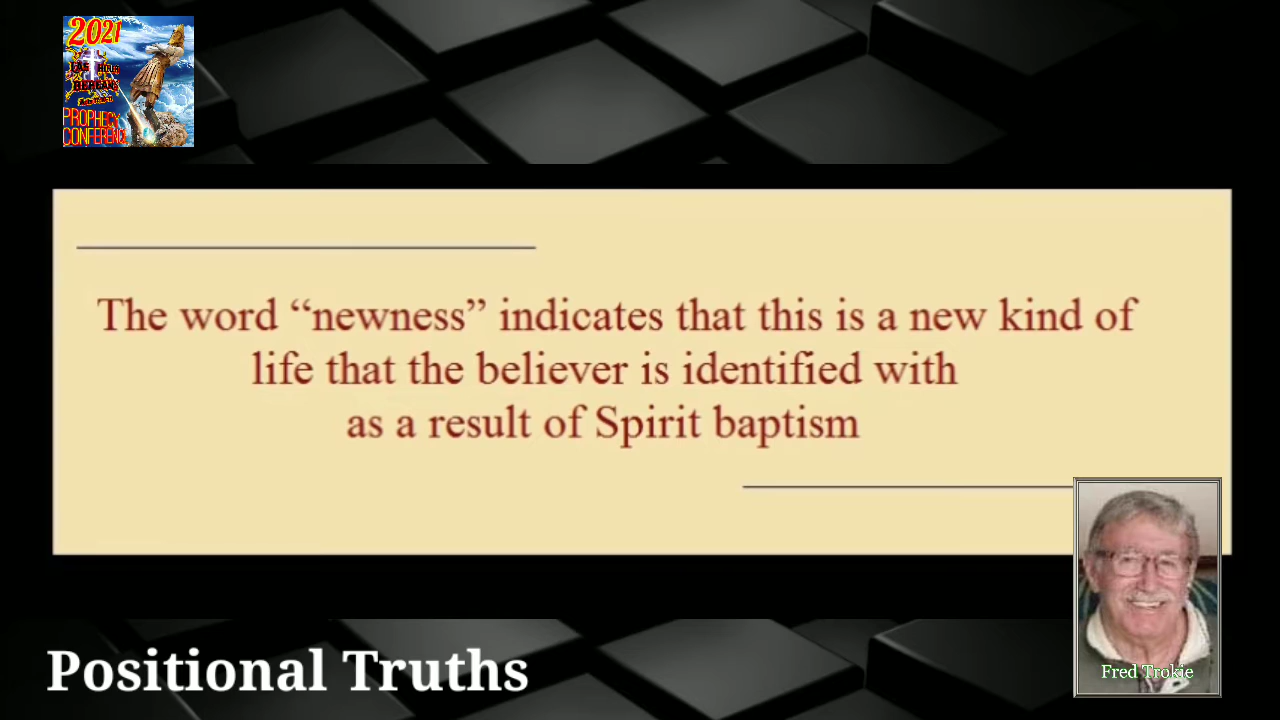 2021
PROPHECY
CONFERENCE
The word “newness” indicates that this is a new kind of
life that the believer is identified with
as a result of Spirit baptism
Positional Truths
Fred Trokie